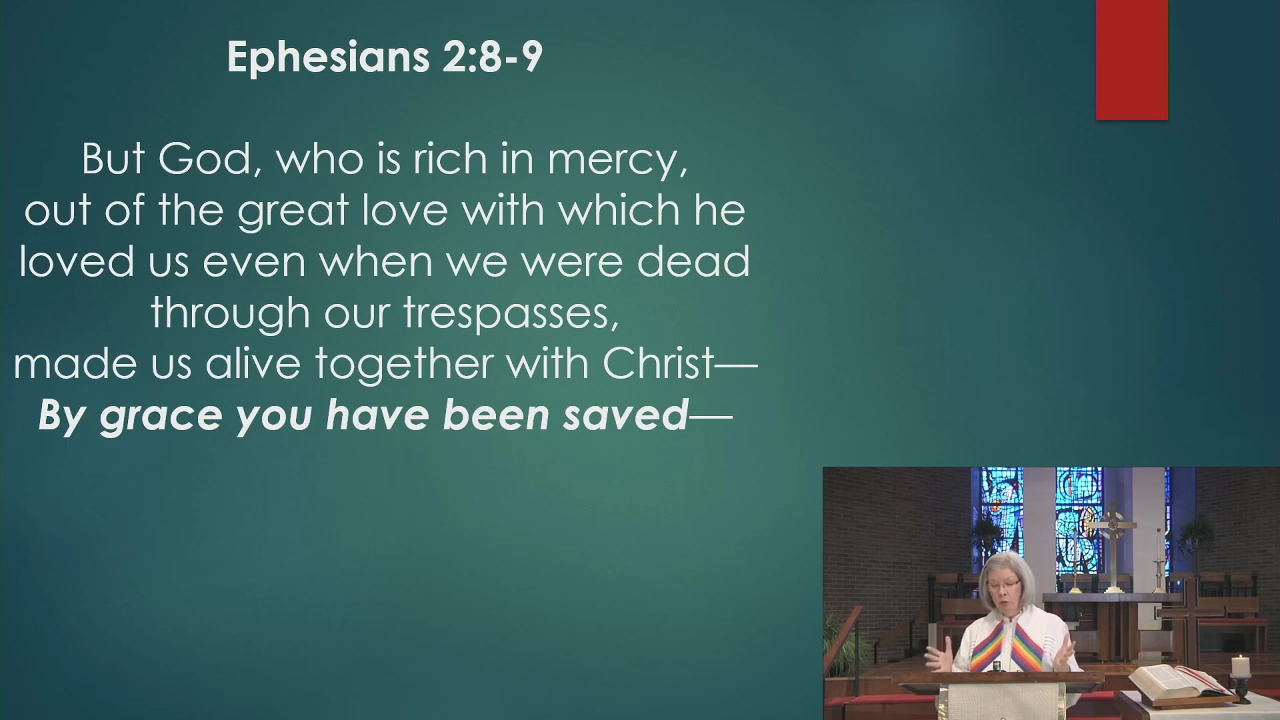 Ephesians 2:8-9
But God, who is rich in mercy,
out of the great love with which he
loved us even when we were dead
through our trespasses,
made us alive together with Christ—
By grace you have been saved—